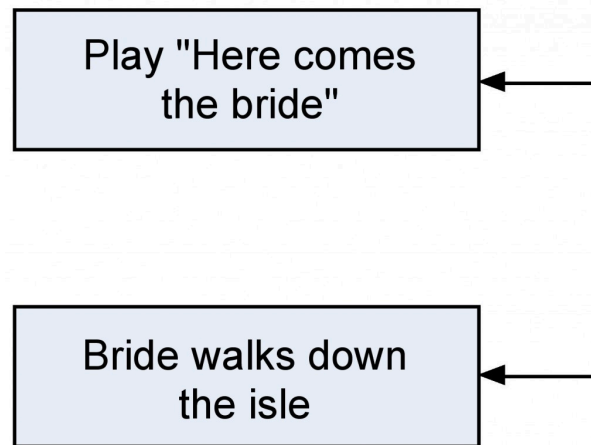 Play "Here comes
the bride"
Bride walks down
the isle